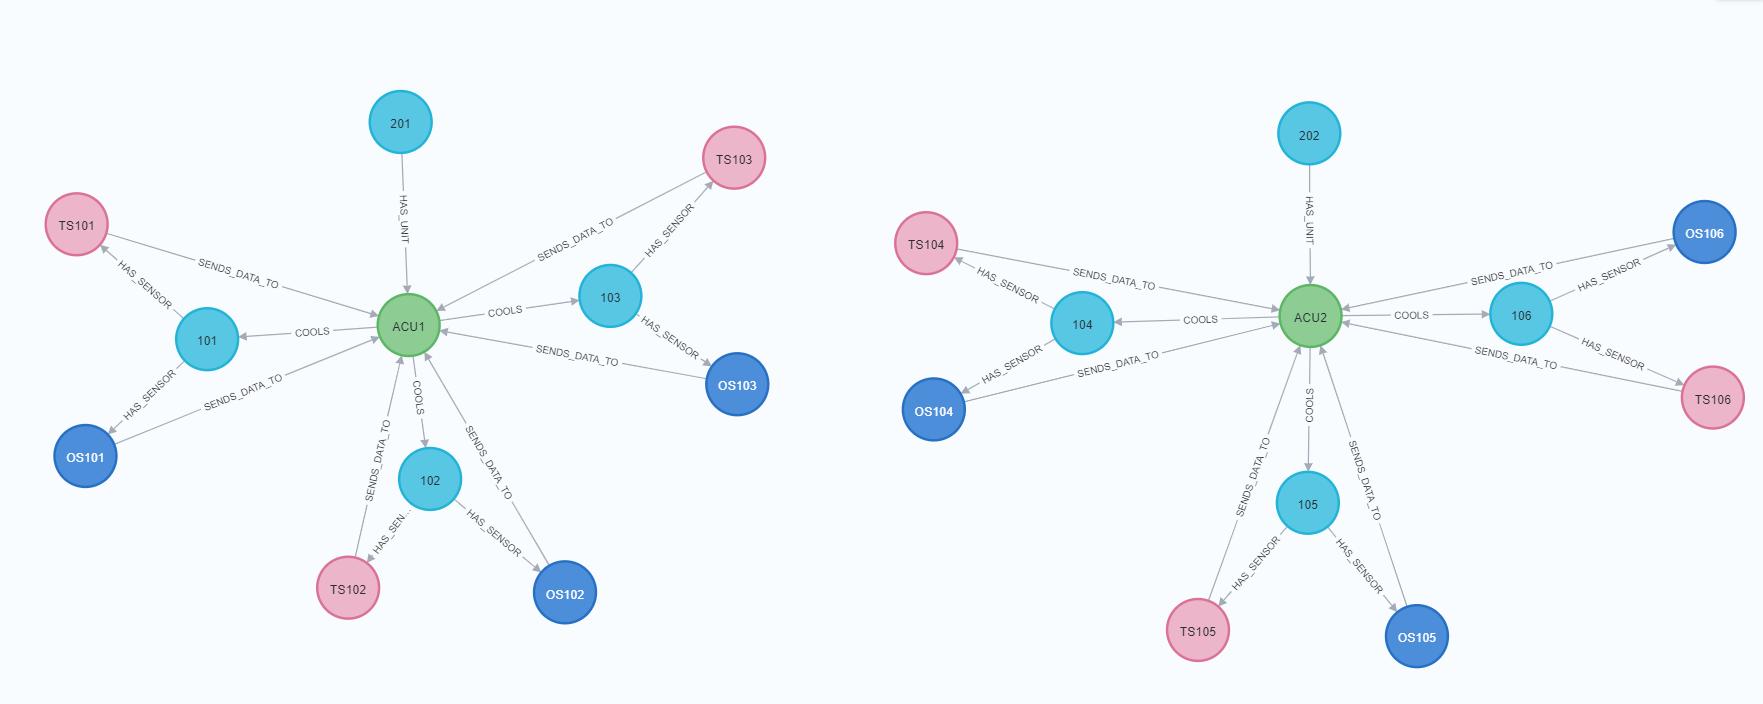 201
HAS_UNIT
TS103
SENDS_DATA_TO
HAS_SENSOR
TS101
SENDS_DATA_TO
HAS_SENSOR
103
COOLS
HAS_SENSOR
ACU1
COOLS
101
SENDS_DATA_TO
OS103
HAS_SENSOR
SENDS_DATA_TO
COOLS
OS101
SENDS_DATA_TO
SENDS_DATA_TO
102
HAS_SEN...
HAS_SENSOR
TS102
OS102
202
HAS_UNIT
TS104
SENDS_DATA_TO
HAS_SENSOR
OS106
SENDS_DATA_TO
HAS_SENSOR
104
COOLS
ACU2
COOLS
106
HAS_SENSOR
SENDS_DATA_TO
HAS_SENSOR
SENDS_DATA_TO
OS104
TS106
COOLS
SENDS_DATA_TO
SENDS_DATA_TO
105
HAS_SENSOR
HAS_SENSOR
TS105
OS105